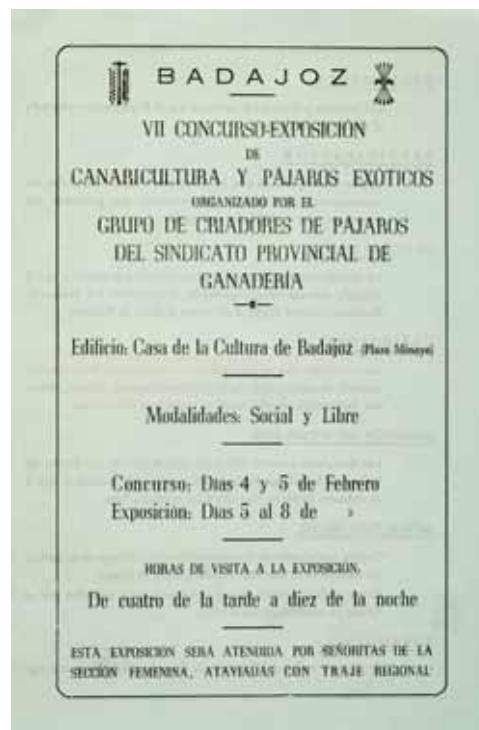 BADAJOZ
VII CONCURSO-EXPOSICIÓN
DE
CANARICULTURA Y PÁJAROS EXÓTICOS
ORGANIZADO POR EL
GRUPO DE CRIADORES DE PÁJAROS
DEL SINDICATO PROVINCIAL DE
GANADERÍA
Edificio: Casa de la Cultura de Badajoz (Plaza Minayo)
Modalidades: Social y Libre
Concurso: Días 4 y 5 de Febrero
Exposición: Días 5 al 8 de »
HORAS DE VISITA A LA EXPOSICIÓN.
De cuatro de la tarde a diez de la noche
ESTA EXPOSICIÓN SERÁ ATENDIDA POR SEÑORITAS DE LA
SECCIÓN FEMENINA, ATAVIADAS CON TRAJE REGIONAL